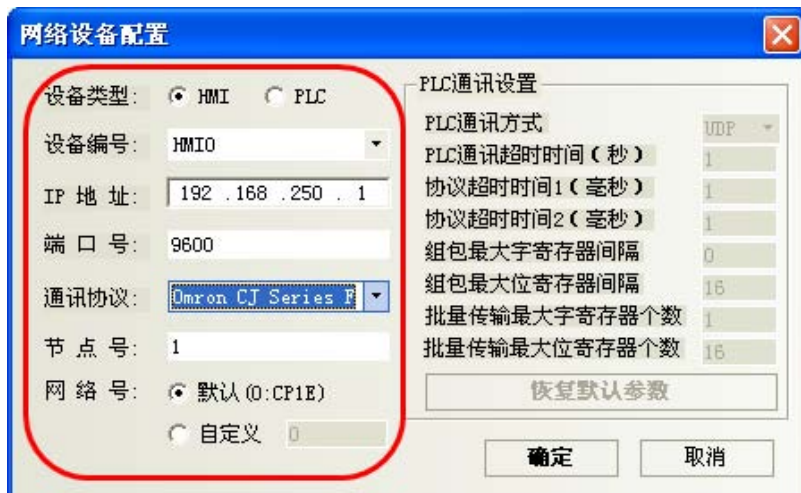 网络设备配置
设备类型: HMI PLC
设备编号: HMI0
IP 地 址: 192 .168 .250 . 1
端 口 号: 9600
通讯协议: Omron CJ Series F
节 点 号: 1
网 络 号: 默认(0:CP1E)
自定义 0
PLC通讯设置
PLC通讯方式 UDP
PLC通讯超时时间(秒) 1
协议超时时间1(毫秒) 1
协议超时时间2(毫秒) 1
组包最大字寄存器间隔 0
组包最大位寄存器间隔 16
批量传输最大字寄存器个数 1
批量传输最大位寄存器个数 16
恢复默认参数
确定 取消